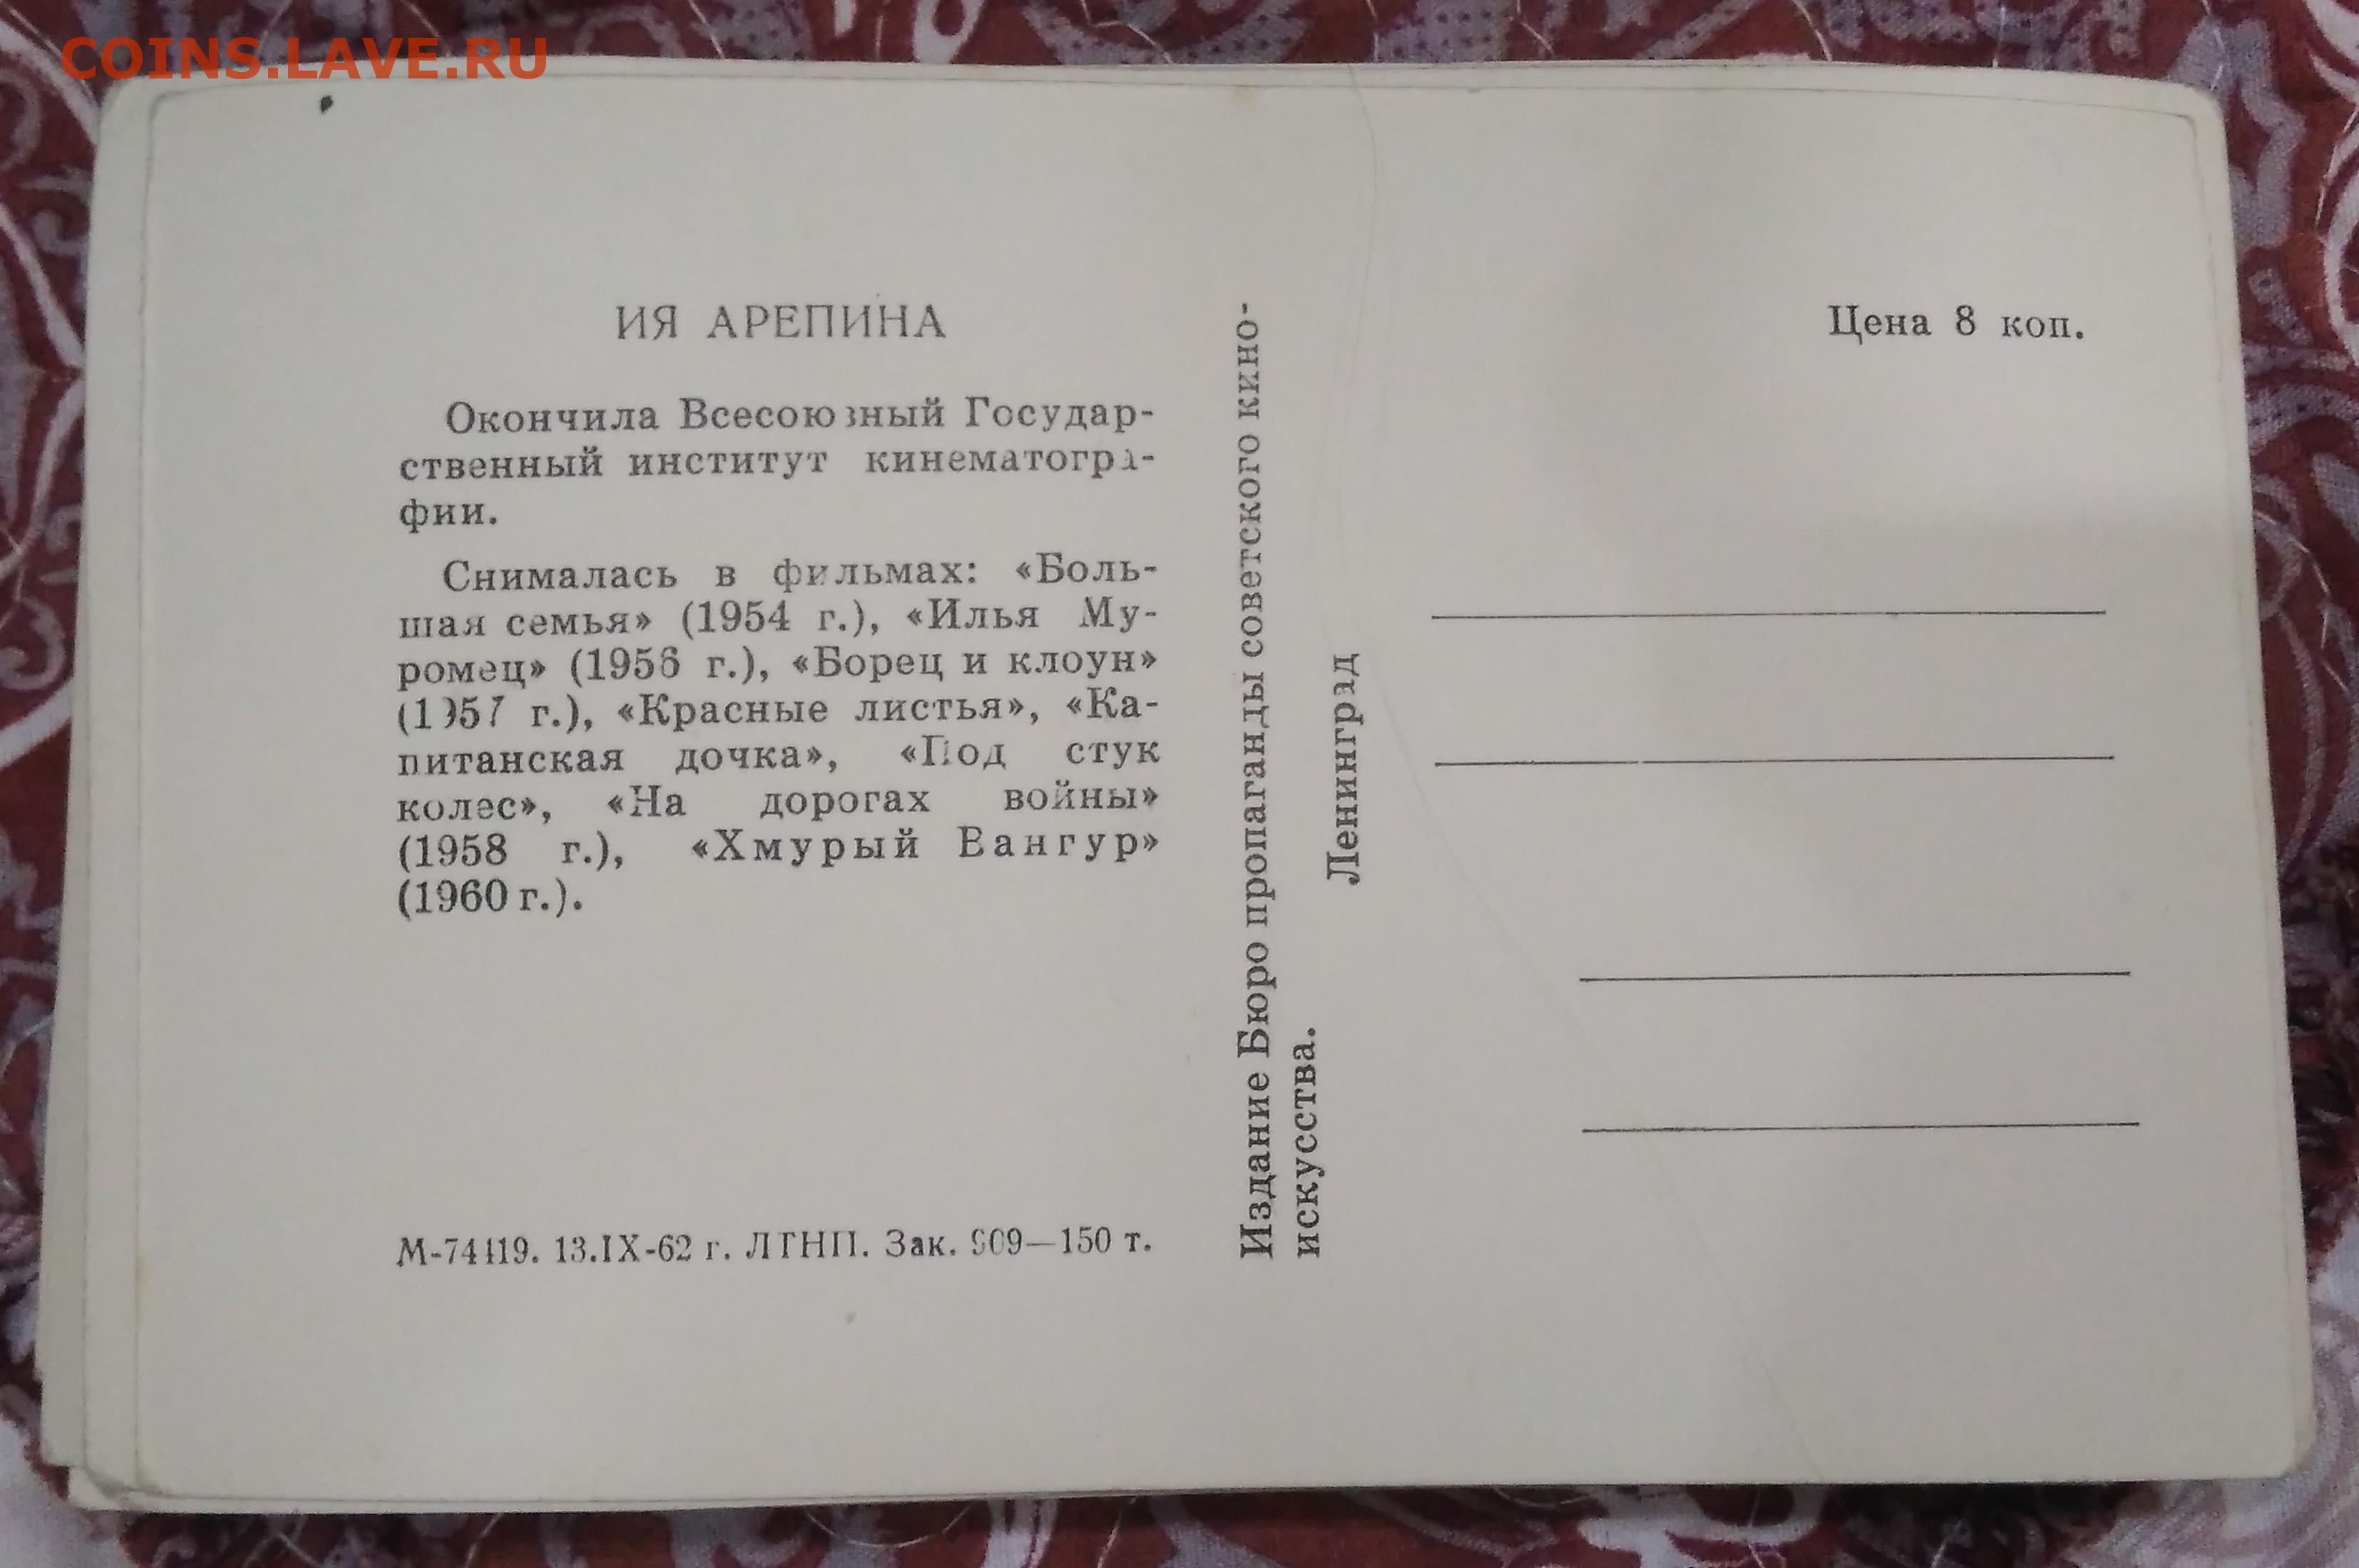 COINS.LAVE.RU
ИЯ АРЕПИНА
Окончила Всесоюзный Государ-
ственный институт кинематогра-
фии.
Снималась в фильмах: «Боль-
шая семья» (1954 г.), «Илья Му-
ромец» (1956 г.), «Борец и клоун»
(1957 г.), «Красные листья», «Ка-
питанская дочка», «Под стук
колес», «На дорогах войны»
(1958 г.), «Хмурый Вангур»
(1960 г.).
М-74419. 13.IX-62 г. ЛГНП. Зак. 909—150 т.
Издание Бюро пропаганды советского кино-
искусства.
Ленинград
Цена 8 коп.